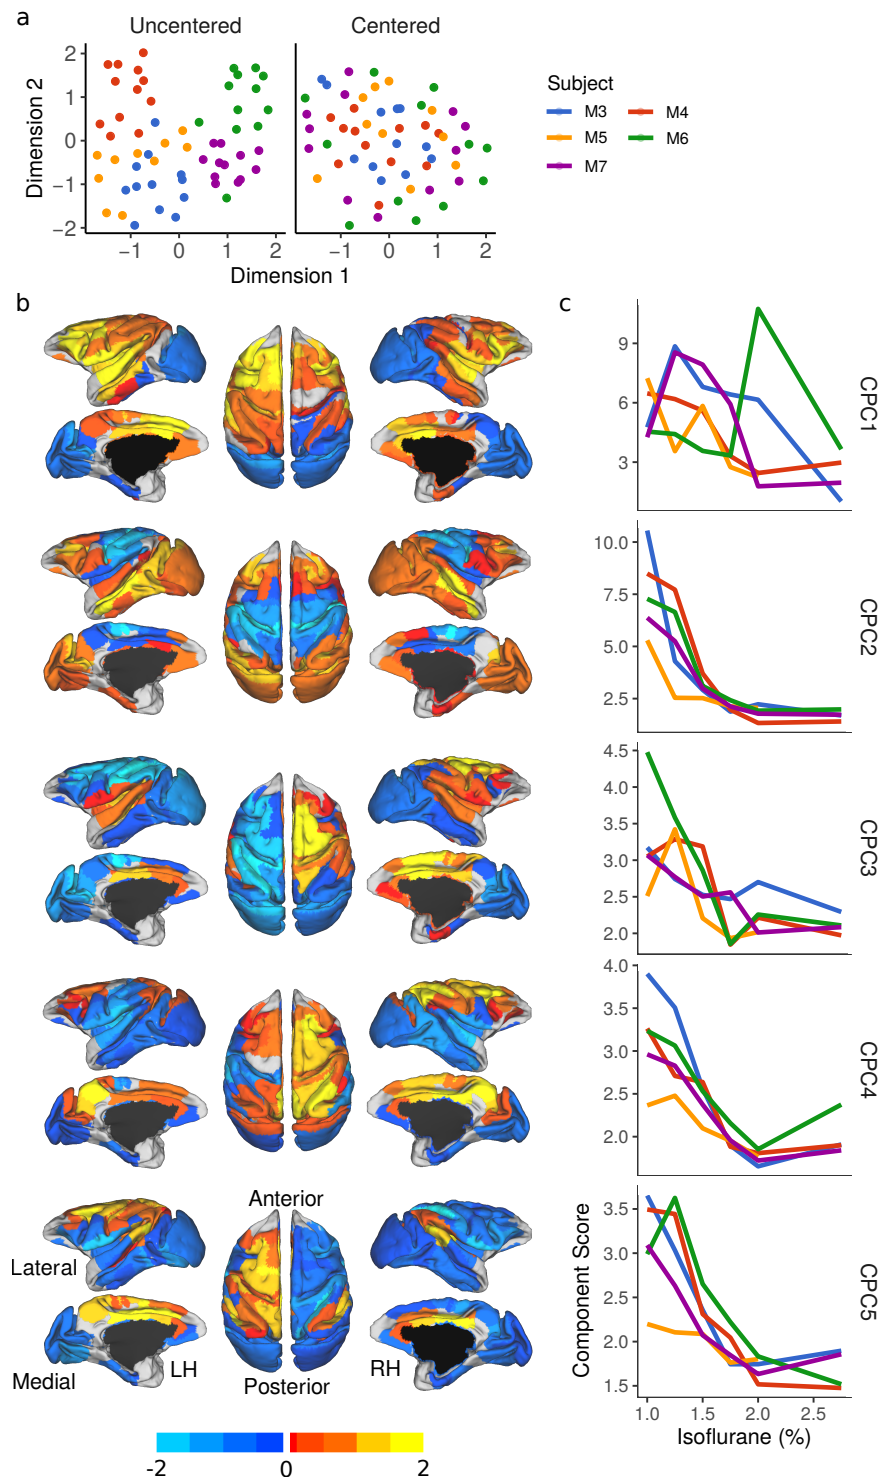 a
Uncentered Centered
Dimension 2
2
1
0
−1
−2
−1 0 1 2 −1 0 1 2
Dimension 1
Subject
M3 M4
M5 M6
M7
b
c
9
6
3
CPC1
10.0
7.5
5.0
2.5
CPC2
4.5
4.0
3.5
3.0
2.5
2.0
CPC3
4.0
3.5
3.0
2.5
2.0
CPC4
Anterior
Lateral
Medial
LH
RH
Posterior
-2 0 2
Component Score
3.5
3.0
2.5
2.0
1.5
CPC5
1.0 1.5 2.0 2.5
Isoflurane (%)